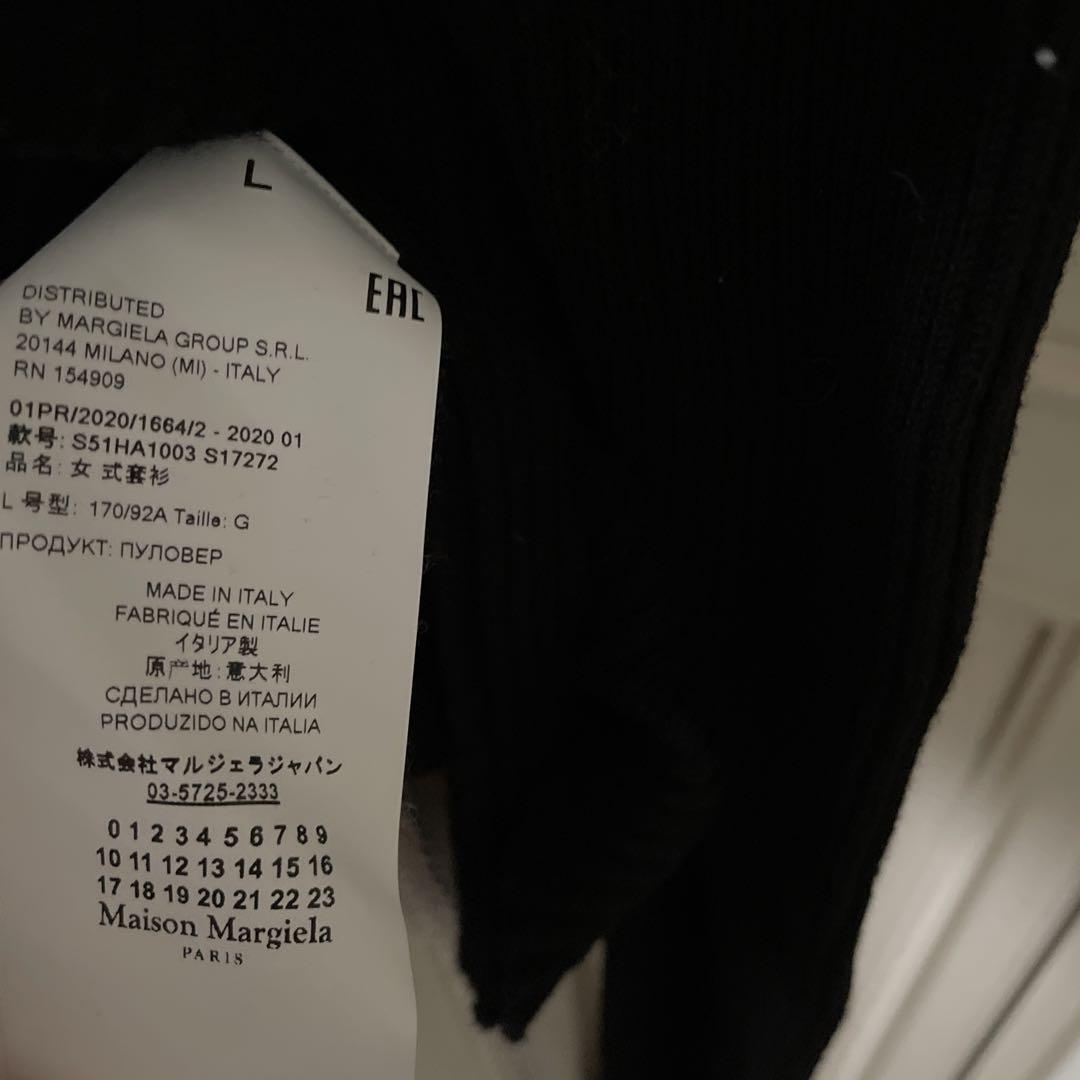 L
EAC
DISTRIBUTED
BY MARGIELA GROUP S.R.L.
20144 MILANO (MI) - ITALY
RN 154909
01PR/2020/1664/2 - 2020 01
款号: S51HA1003 S17272
品名: 女 式套衫
L 号型: 170/92A Taille: G
ПРОДУКТ: ПУЛОВЕР
MADE IN ITALY
FABRIQUÉ EN ITALIE
イタリア製
原产地:意大利
СДЕЛАНО В ИТАЛИИ
PRODUZIDO NA ITALIA
株式会社マルジェラジャパン
03-5725-2333
0 1 2 3 4 5 6 7 8 9
10 11 12 13 14 15 16
17 18 19 20 21 22 23
Maison Margiela
PARIS